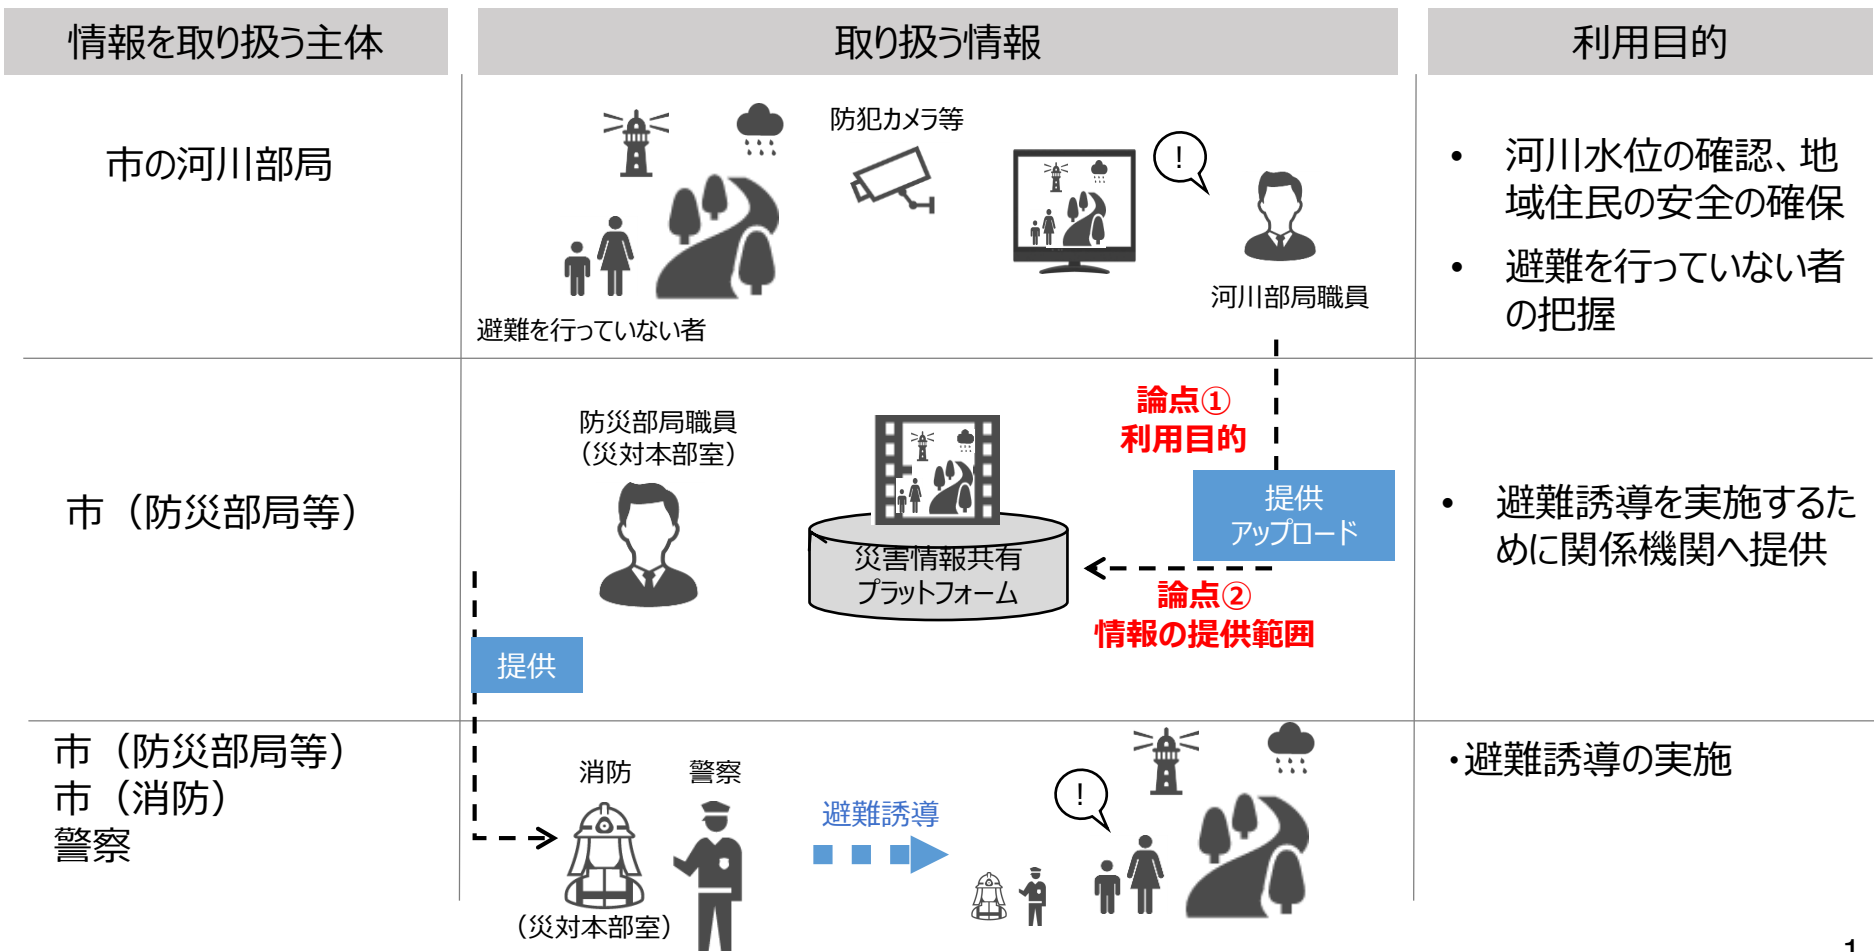 情報を取り扱う主体
取り扱う情報
利用目的
市の河川部局
防犯カメラ等
!
河川部局職員
避難を行っていない者
• 河川水位の確認、地
域住民の安全の確保
• 避難を行っていない者
の把握
市（防災部局等）
防災部局職員
（災対本部室）
災害情報共有
プラットフォーム
論点①
利用目的
提供
アップロード
論点②
情報の提供範囲
• 避難誘導を実施するた
めに関係機関へ提供
提供
市（防災部局等）
市（消防）
警察
消防
警察
（災対本部室）
避難誘導
!
・避難誘導の実施
1